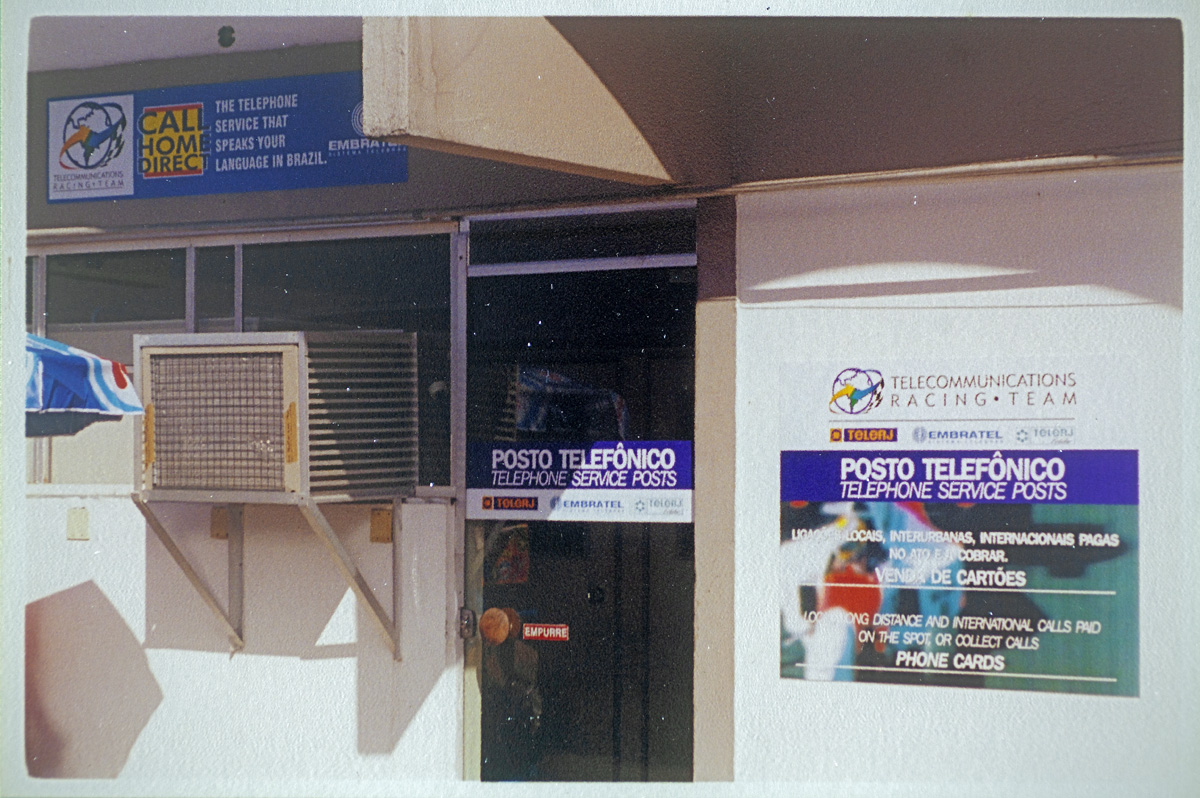 TELECOMMUNICATIONS
RACING • TEAM
CALL
HOME
DIRECT
THE TELEPHONE
SERVICE THAT
SPEAKS YOUR
LANGUAGE IN BRAZIL.
EMBRATEL
POSTO TELEFÔNICO
TELEPHONE SERVICE POSTS
TELERJ
EMBRATEL
TELERJ
EMPURRE
TELECOMMUNICATIONS
RACING • TEAM
TELERJ
EMBRATEL
TELERJ
POSTO TELEFÔNICO
TELEPHONE SERVICE POSTS
LOCAIS, INTERURBANAS, INTERNACIONAIS PAGAS
NO ATO E A COBRAR.
VENDA DE CARTÕES
LONG DISTANCE AND INTERNATIONAL CALLS PAID
ON THE SPOT, OR COLLECT CALLS
PHONE CARDS